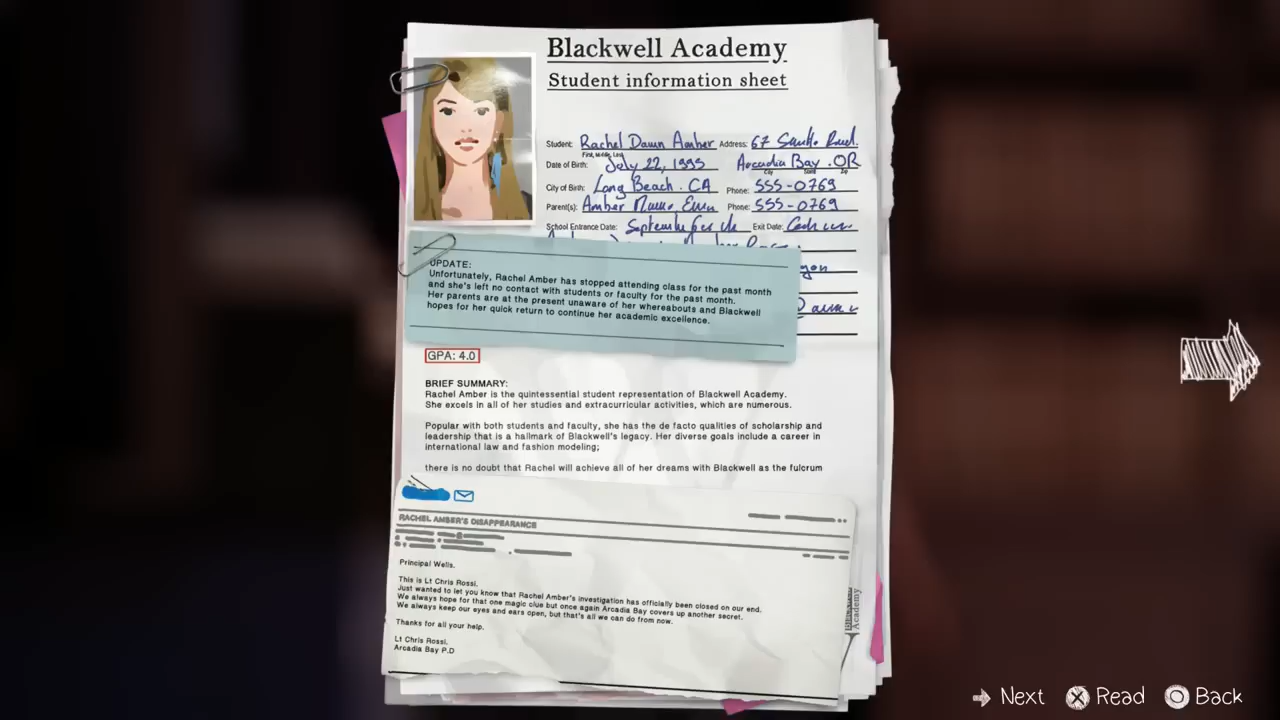 Blackwell Academy
Student information sheet
Student: Rachel Dawn Amber Address: 67
First, Middle, Last
Date of Birth: July 22, 1995 Arcadia Bay . OR
City State Zip
City of Birth: Long Beach . CA Phone: 555-0769
Parent(s): Amber Phone: 555-0769
School Entrance Date: September Exit Date:
UPDATE:
Unfortunately, Rachel Amber has stopped attending class for the past month
and she's left no contact with students or faculty for the past month.
Her parents are at the present unaware of her whereabouts and Blackwell
hopes for her quick return to continue her academic excellence.
GPA: 4.0
BRIEF SUMMARY:
Rachel Amber is the quintessential student representation of Blackwell Academy.
She excels in all of her studies and extracurricular activities, which are numerous.
Popular with both students and faculty, she has the de facto qualities of scholarship and
leadership that is a hallmark of Blackwell's legacy. Her diverse goals include a career in
international law and fashion modeling;
there is no doubt that Rachel will achieve all of her dreams with Blackwell as the fulcrum
RACHEL AMBER'S DISAPPEARANCE
Principal Wells.
This is Lt Chris Rossi.
Just wanted to let you know that Rachel Amber's investigation has officially been closed on our end.
We always hope for that one magic clue but once again Arcadia Bay covers up another secret.
We always keep our eyes and ears open, but that's all we can do from now.
Thanks for all your help,
Lt Chris Rossi.
Arcadia Bay P.D
Academy
Next Read Back